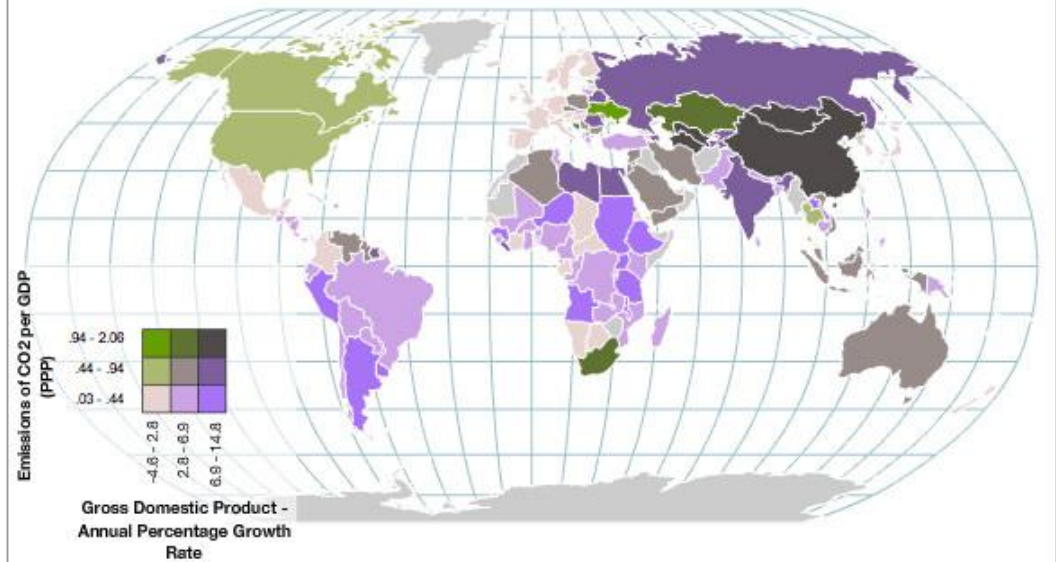 Emissions of CO2 per GDP
(PPP)
.94 - 2.06
.44 - .94
.03 - .44
-4.6 - 2.8
2.8 - 6.9
6.9 - 14.8
Gross Domestic Product -
Annual Percentage Growth
Rate